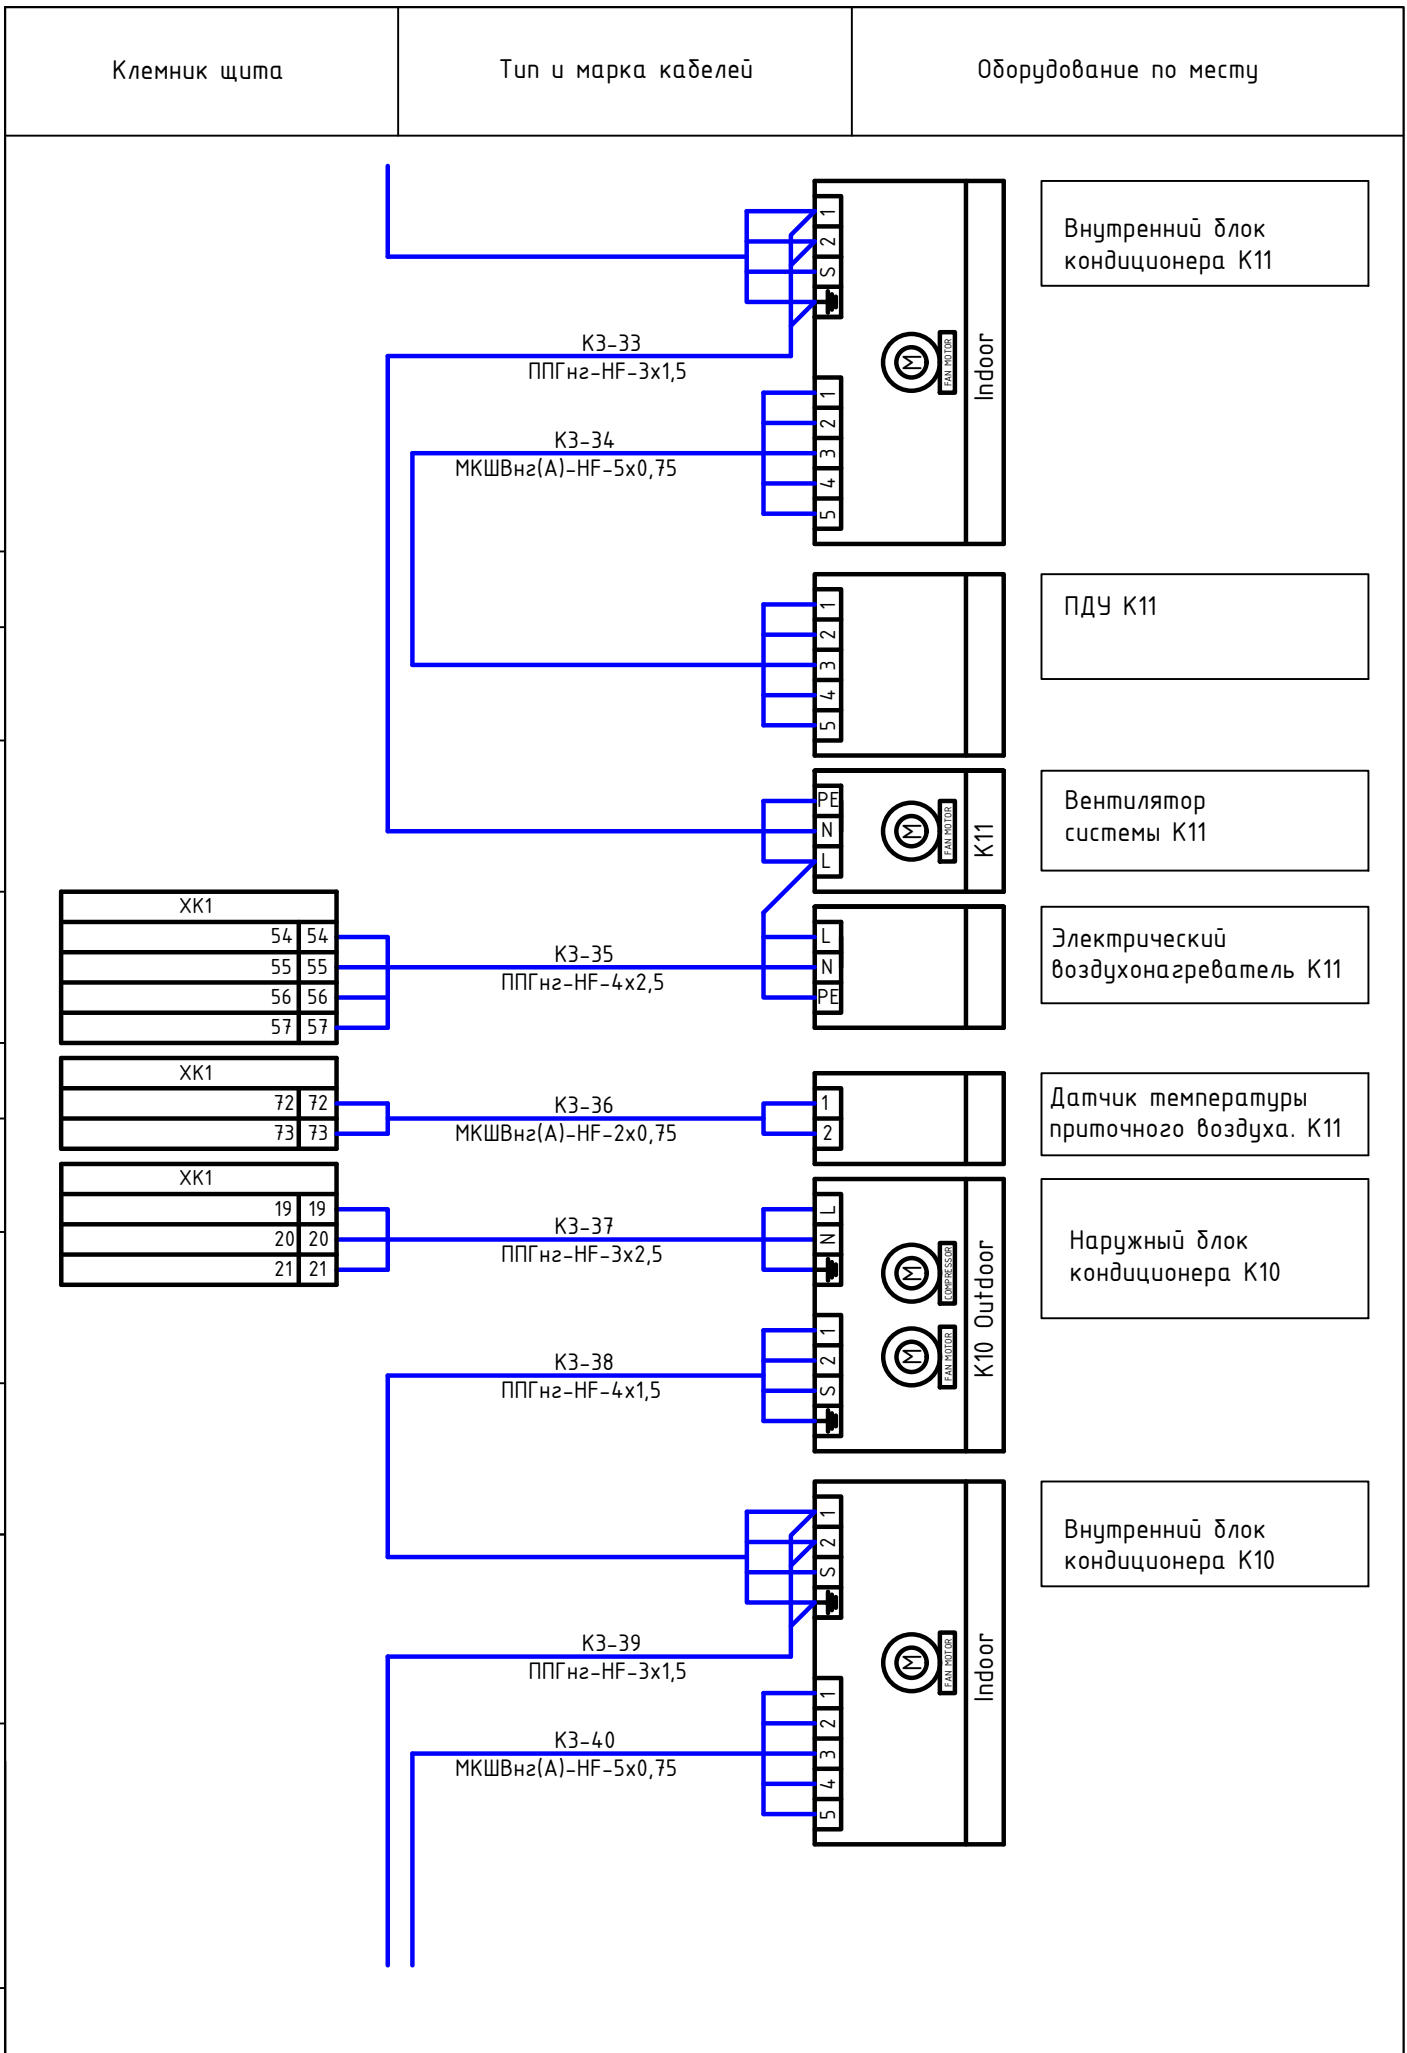 Клемник щита
Тип и марка кабелей
Оборудование по месту
1
2
S
Indoor
FAN MOTOR
M
Внутренний блок
кондиционера К11
К3-33
ППГнг-HF-3х1,5
1
2
3
4
5
К3-34
МКШВнг(А)-HF-5х0,75
1
2
3
4
5
ПДУ К11
PE
N
L
M
FAN MOTOR
К11
Вентилятор
системы К11
ХК1
54 54
55 55
56 56
57 57
К3-35
ППГнг-HF-4х2,5
L
N
PE
Электрический
воздухонагреватель К11
ХК1
72 72
73 73
К3-36
МКШВнг(А)-HF-2х0,75
1
2
Датчик температуры
приточного воздуха. К11
ХК1
19 19
20 20
21 21
К3-37
ППГнг-HF-3х2,5
L
N
M
COMPRESSOR
M
FAN MOTOR
К10 Outdoor
Наружный блок
кондиционера К10
К3-38
ППГнг-HF-4х1,5
1
2
S
1
2
S
M
FAN MOTOR
Indoor
Внутренний блок
кондиционера К10
К3-39
ППГнг-HF-3х1,5
К3-40
МКШВнг(А)-HF-5х0,75
1
2
3
4
5